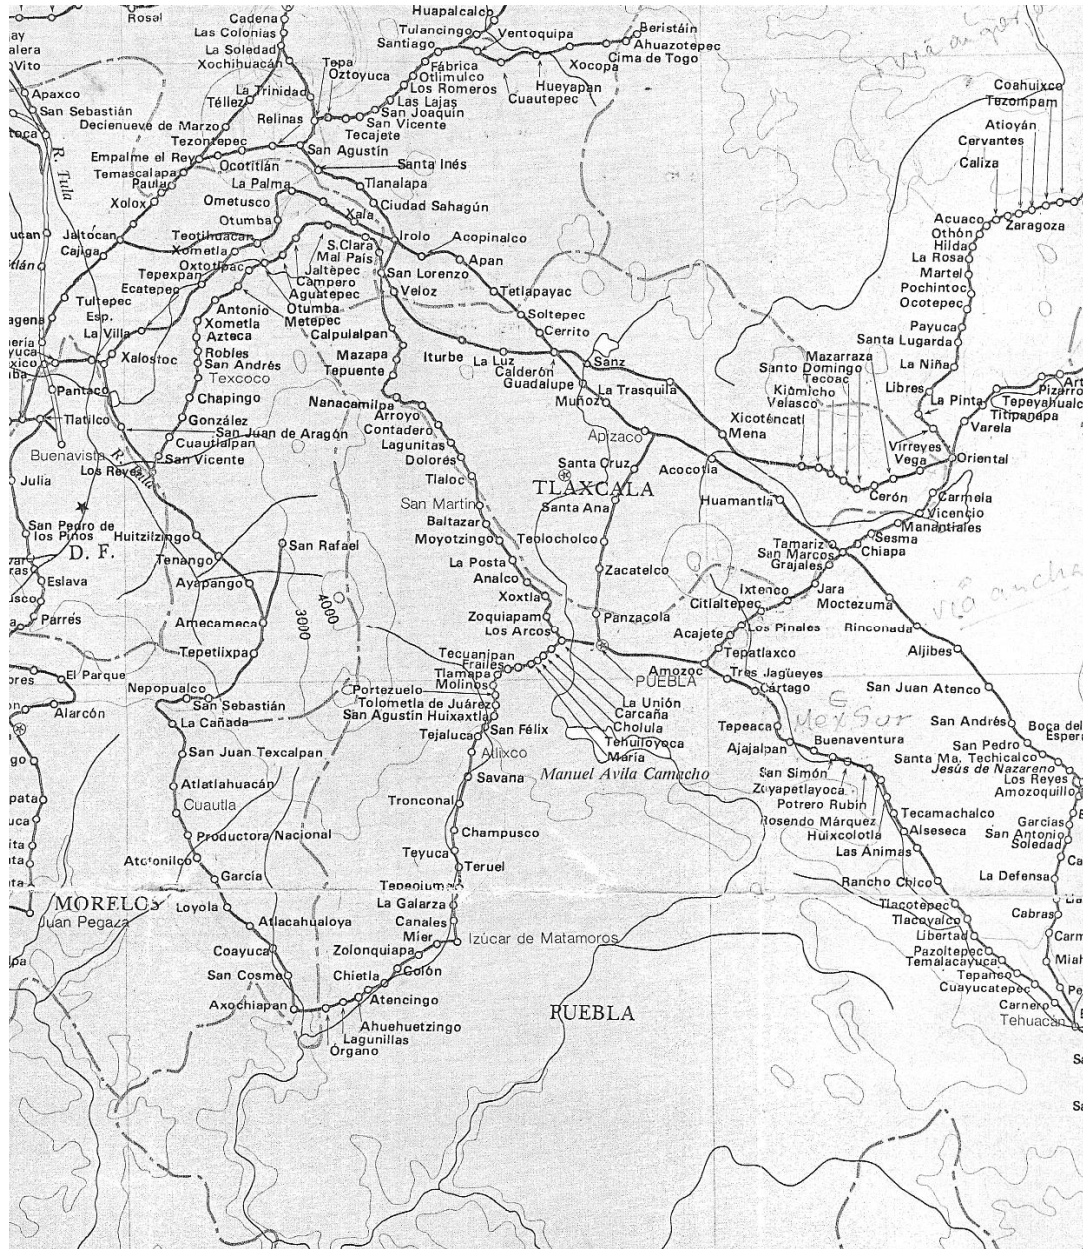 Rosal
Cadena
Las Colonias
La Soledad
Xochihuacán
Huapalcalco
Tulancingo
Santiago
Ventoquipa
Beristáin
Ahuazotepec
Cima de Togo
Xocopa
Hueyapan
Cuautepec
Tepa
Oztoyuca
Fábrica
Otlimulco
Los Romeros
Las Lajas
San Joaquín
San Vicente
Tecajete
La Trinidad
Téllez
Relinas
Decienueve de Marzo
Tezontepec
San Agustín
Empalme el Rey
Ocotitlán
Santa Inés
Temascalapa
Paula
La Palma
Tlanalapa
Xolox
Ometusco
Ciudad Sahagún
Otumba
Xala
Apaxco
San Sebastián
R. Tula
Jaltócan
Cajiga
Teotihuacan
Xometla
Oxtotipac
S. Clara
Mal País
Jaltepec
Campero
Aguatepec
Otumba
Metepec
Irolo
Acopinalco
Apan
San Lorenzo
Veloz
Tetlapayac
Soltepec
Cerrito
Tepexpan
Ecatepec
Tultepec
Esp.
La Villa
Antonio
Xometla
Azteca
Robles
San Andrés
Texcoco
Chapingo
González
San Juan de Aragón
Cuautlalpan
San Vicente
Los Reyes
Xalostoc
Pantaco
Tlatilco
Buenavista
Julia
San Pedro de
los Pinos
D. F.
Eslava
Parrés
El Parque
Alarcón
Calpulalpan
Mazapa
Tepuente
Nanacamilpa
Arroyo
Contadero
Lagunitas
Dolores
Tlaloc
San Martín
Baltazar
Moyotzingo
La Posta
Analco
Xoxtla
Zoquiapam
Los Arcos
Iturbe
La Luz
Calderón
Guadalupe
Sanz
La Trasquila
Muñoz
Apizaco
Santa Cruz
TLAXCALA
Santa Ana
Teolocholco
Zacatelco
Panzacola
PUEBLA
Coahuixco
Tezompam
Atioyán
Cervantes
Caliza
Acuaco
Zaragoza
Othón
Hilda
La Rosa
Martel
Pochintoc
Ocotepec
Payuca
Santa Lugarda
La Niña
Libres
La Pinta
Mazarraza
Santo Domingo
Tecoac
Kiomicho
Velasco
Xicoténcatl
Mena
Pizarro
Tepeyahualco
Titipanapa
Varela
Virreyes
Vega
Oriental
Acocotla
Cerón
Carmela
Huamantla
Vicencio
Manantiales
Sesma
Chiapa
Tamariz
San Marcos
Grajales
Jara
Ixtenco
Citlaltepec
Moctezuma
Los Pinales
Rinconada
Acajete
Tepatlaxco
Aljibes
Amozoc
Tres Jagüeyes
Cártago
San Juan Atenco
Mex Sur
vía ancha
Tepeaca
Ajajalpan
Buenaventura
San Simón
Zoyapetlayoca
Potrero Rubín
Rosendo Márquez
Huixcolotla
San Andrés
San Pedro
Santa Ma. Techicalco
Jesús de Nazareno
Los Reyes
Amozoquillo
Tecamachalco
Alseseca
Las Ánimas
Garcías
San Antonio
Soledad
La Defensa
Rancho Chico
Tlacotepec
Tlacovalco
Libertad
Pazoltepec
Temalacayuca
Tepanco
Cuayucatepec
Carnero
Tehuacán
Cabras
Huitzilzingo
Tenango
Ayapango
San Rafael
4000
3000
Amecameca
Tepetlixpa
Nepopualco
San Sebastián
La Cañada
San Juan Texcalpan
Atlatlahuacán
Cuautla
Productora Nacional
Atotonilco
García
MORELOS
Juan Pegaza
Loyola
Atlacahualoya
Coayuca
San Cosme
Axochiapan
Tecuanipan
Frailes
Tlamapa
Molinos
Portezuelo
Tolometla de Juárez
San Agustín Huixaxtla
San Félix
Tejaluca
Atlixco
Savana
Tronconal
Champusco
Teyuca
Teruel
Tepeojuma
La Galarza
Canales
Mier
Izúcar de Matamoros
Zolonquiapa
Colón
Chietla
Atencingo
Ahuehuetzingo
Lagunillas
Órgano
La Unión
Carcaña
Cholula
Tehuiloyoca
María
Manuel Avila Camacho
PUEBLA